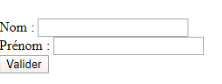 Nom :
Prénom :
Valider